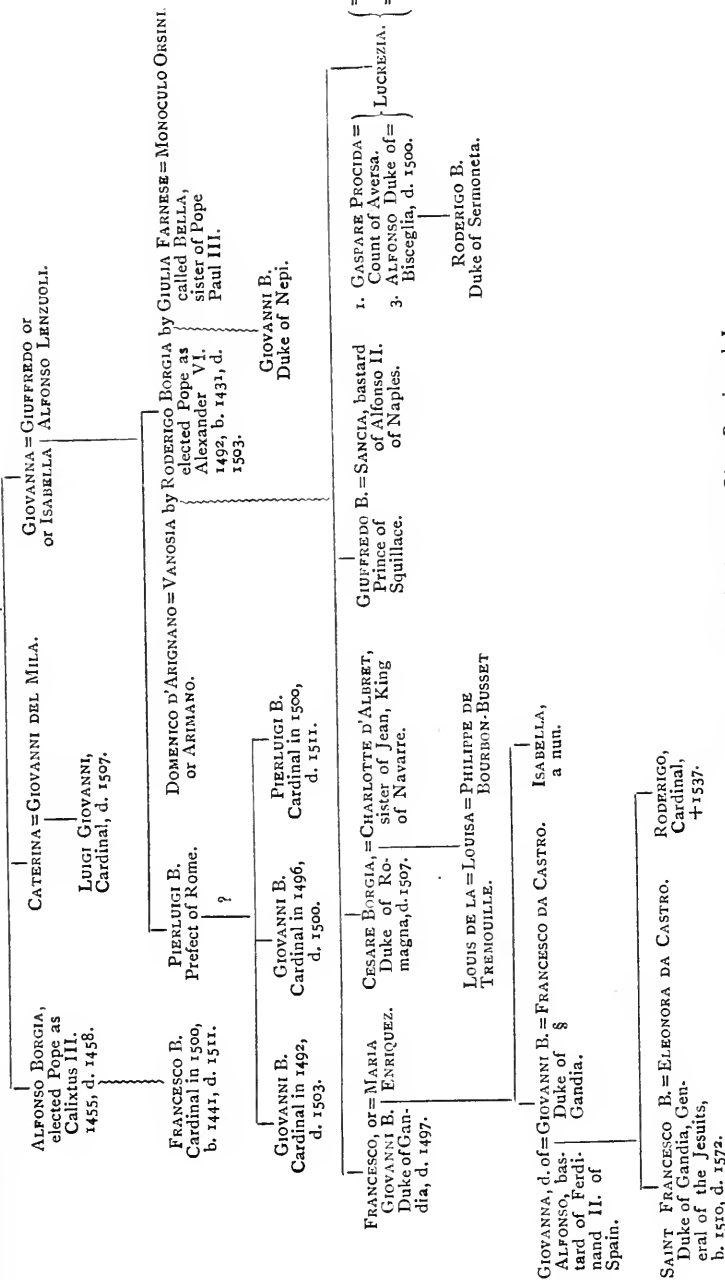 ALFONSO BORGIA,
elected Pope as
Calixtus III.
1455, d. 1458.
CATERINA = GIOVANNI DEL MILA.
GIOVANNA = GIUFFREDO or
or ISABELLA ALFONSO LENZUOLI.
LUIGI GIOVANNI,
Cardinal, d. 1507.
FRANCESCO B.
Cardinal in 1500,
b. 1441, d. 1511.
PIERLUIGI B.
Prefect of Rome.
DOMENICO D'ARIGNANO = VANOSIA by RODERIGO BORGIA by GIULIA FARNESE = MONOCULO ORSINI.
or ARIMANO.
elected Pope as
Alexander VI.
1492, b. 1431, d.
1503.
called BELLA,
sister of Pope
Paul III.
?
GIOVANNI B.
Cardinal in 1492,
d. 1503.
GIOVANNI B.
Cardinal in 1496,
d. 1500.
PIERLUIGI B.
Cardinal in 1500,
d. 1511.
GIOVANNI B.
Duke of Nepi.
FRANCESCO, or = MARIA
GIOVANNI B. ENRIQUEZ.
Duke of Gan-
dia, d. 1497.
CESARE BORGIA, = CHARLOTTE D'ALBRET,
Duke of Ro- sister of Jean, King
magna, d. 1507. of Navarre.
GIUFFREDO B. = SANCIA, bastard
Prince of of Alfonso II.
Squillace. of Naples.
1. GASPARE PROCIDA =
Count of Aversa.
3. ALFONSO Duke of =
Bisceglia, d. 1500.
} LUCREZIA. {
=
=
RODERIGO B.
Duke of Sermoneta.
LOUIS DE LA = LOUISA = PHILIPPE DE
TREMOUILLE. BOURBON-BUSSET
GIOVANNA, d. of = GIOVANNI B. = FRANCESCO DA CASTRO.
ALFONSO, bas- Duke of §
tard of Ferdi- Gandia.
nand II. of
Spain.
ISABELLA,
a nun.
SAINT FRANCESCO B. = ELEONORA DA CASTRO.
Duke of Gandia, Gen-
eral of the Jesuits,
b. 1510, d. 1572.
RODERIGO,
Cardinal,
+1537.